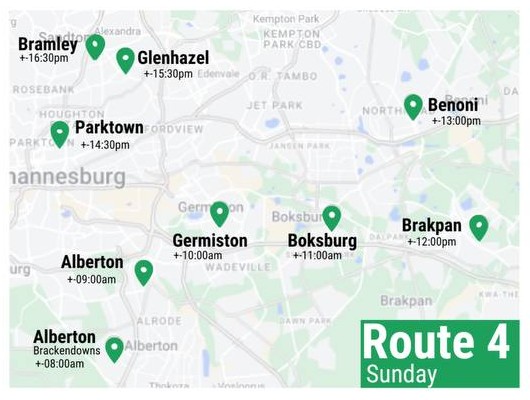 Kempton Park
Sandton
Alexandra
Bramley
+-16:30pm
KEMPTON
PARK CBD
Glenhazel
+-15:30pm
Edenvale
O.R. TAMBO
ROSEBANK
JET PARK
Benoni
+-13:00pm
HOUGHTON
Parktown
+-14:30pm
JANSEN PARK
hannesburg
Germiston
+-10:00am
Boksburg
Boksburg
+-11:00am
Brakpan
+-12:00pm
Alberton
+-09:00am
WADEVILLE
Brakpan
ALRODE
DAWN PARK
Alberton
Brackendowns
+-08:00am
Alberton
Route 4
Sunday